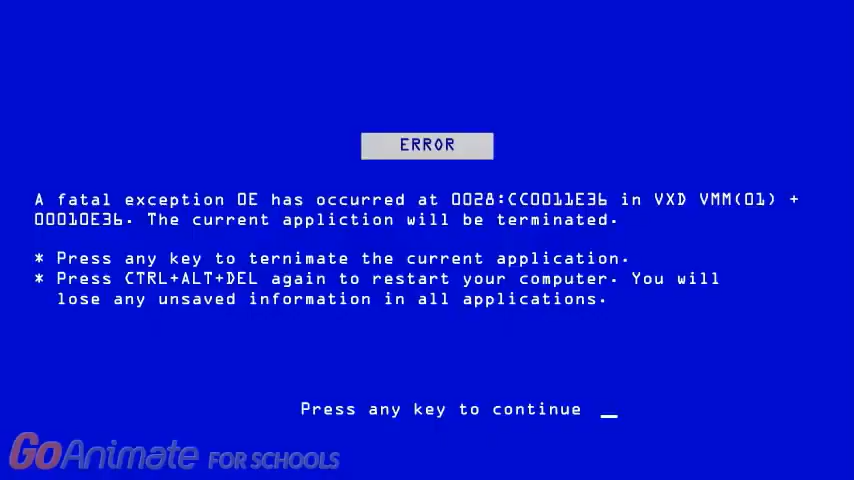 ERROR
A fatal exception 0E has occurred at 0028:CC0011E36 in VXD VMM(01) +
00010E36. The current appliction will be terminated.
* Press any key to ternimate the current application.
* Press CTRL+ALT+DEL again to restart your computer. You will
lose any unsaved information in all applications.
Press any key to continue _
GoAnimate FOR SCHOOLS